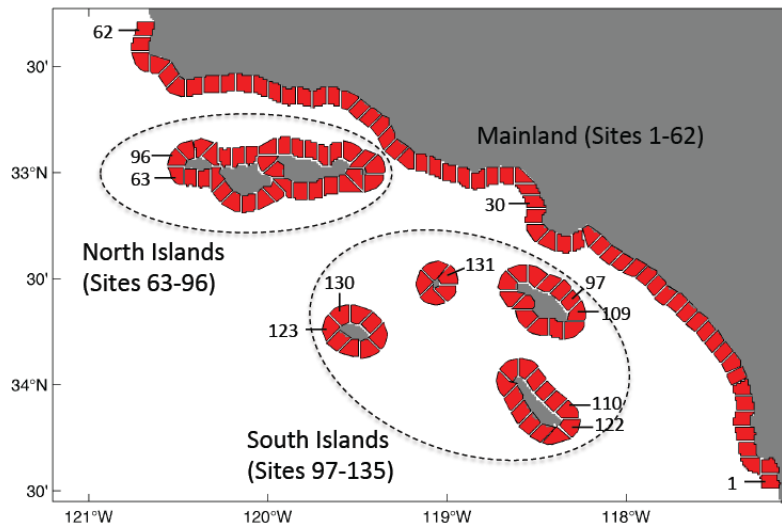 62
30'
Mainland (Sites 1-62)
96
33°N
63
30
North Islands
(Sites 63-96)
131
30'
130
97
109
123
34°N
110
122
South Islands
(Sites 97-135)
30'
1
121°W
120°W
119°W
118°W